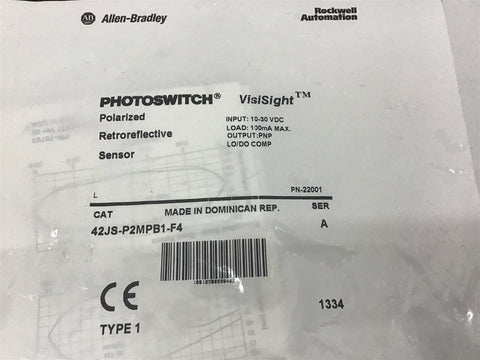 AB Allen-Bradley
Rockwell
Automation
PHOTOSWITCH® VisiSight™
Polarized
Retroreflective
Sensor
INPUT: 10-30 VDC
LOAD: 100mA MAX.
OUTPUT:PNP
LO/DO COMP
L
PN-22001
CAT MADE IN DOMINICAN REP. SER
42JS-P2MPB1-F4 A
CE
TYPE 1
1334